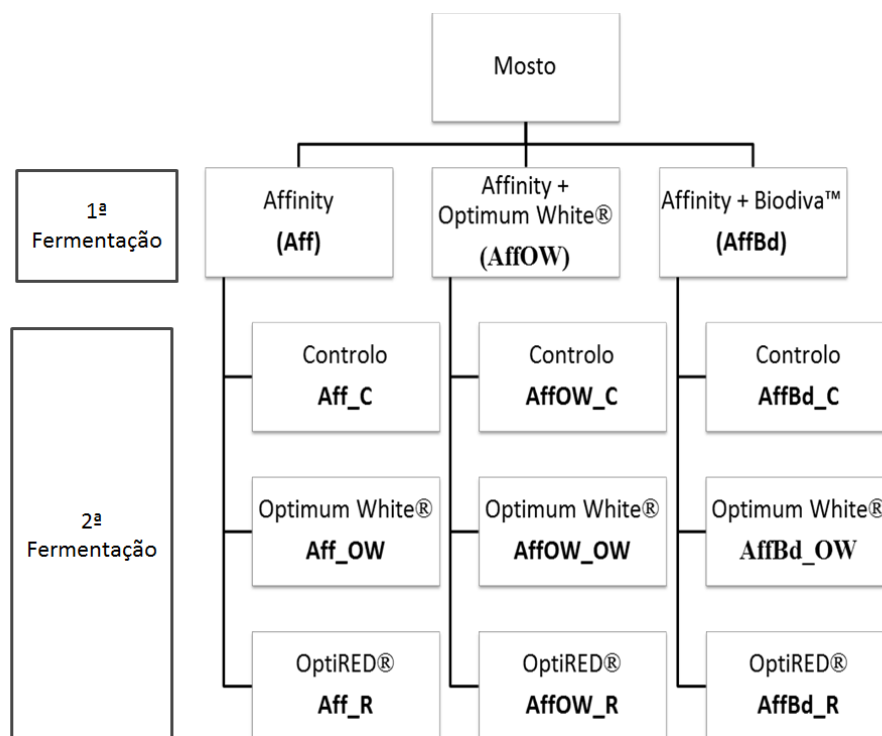 Mosto
1ª
Fermentação
Affinity
(Aff)
Affinity +
Optimum White®
(AffOW)
Affinity + Biodiva™
(AffBd)
2ª
Fermentação
Controlo
Aff_C
Controlo
AffOW_C
Controlo
AffBd_C
Optimum White®
Aff_OW
Optimum White®
AffOW_OW
Optimum White®
AffBd_OW
OptiRED®
Aff_R
OptiRED®
AffOW_R
OptiRED®
AffBd_R